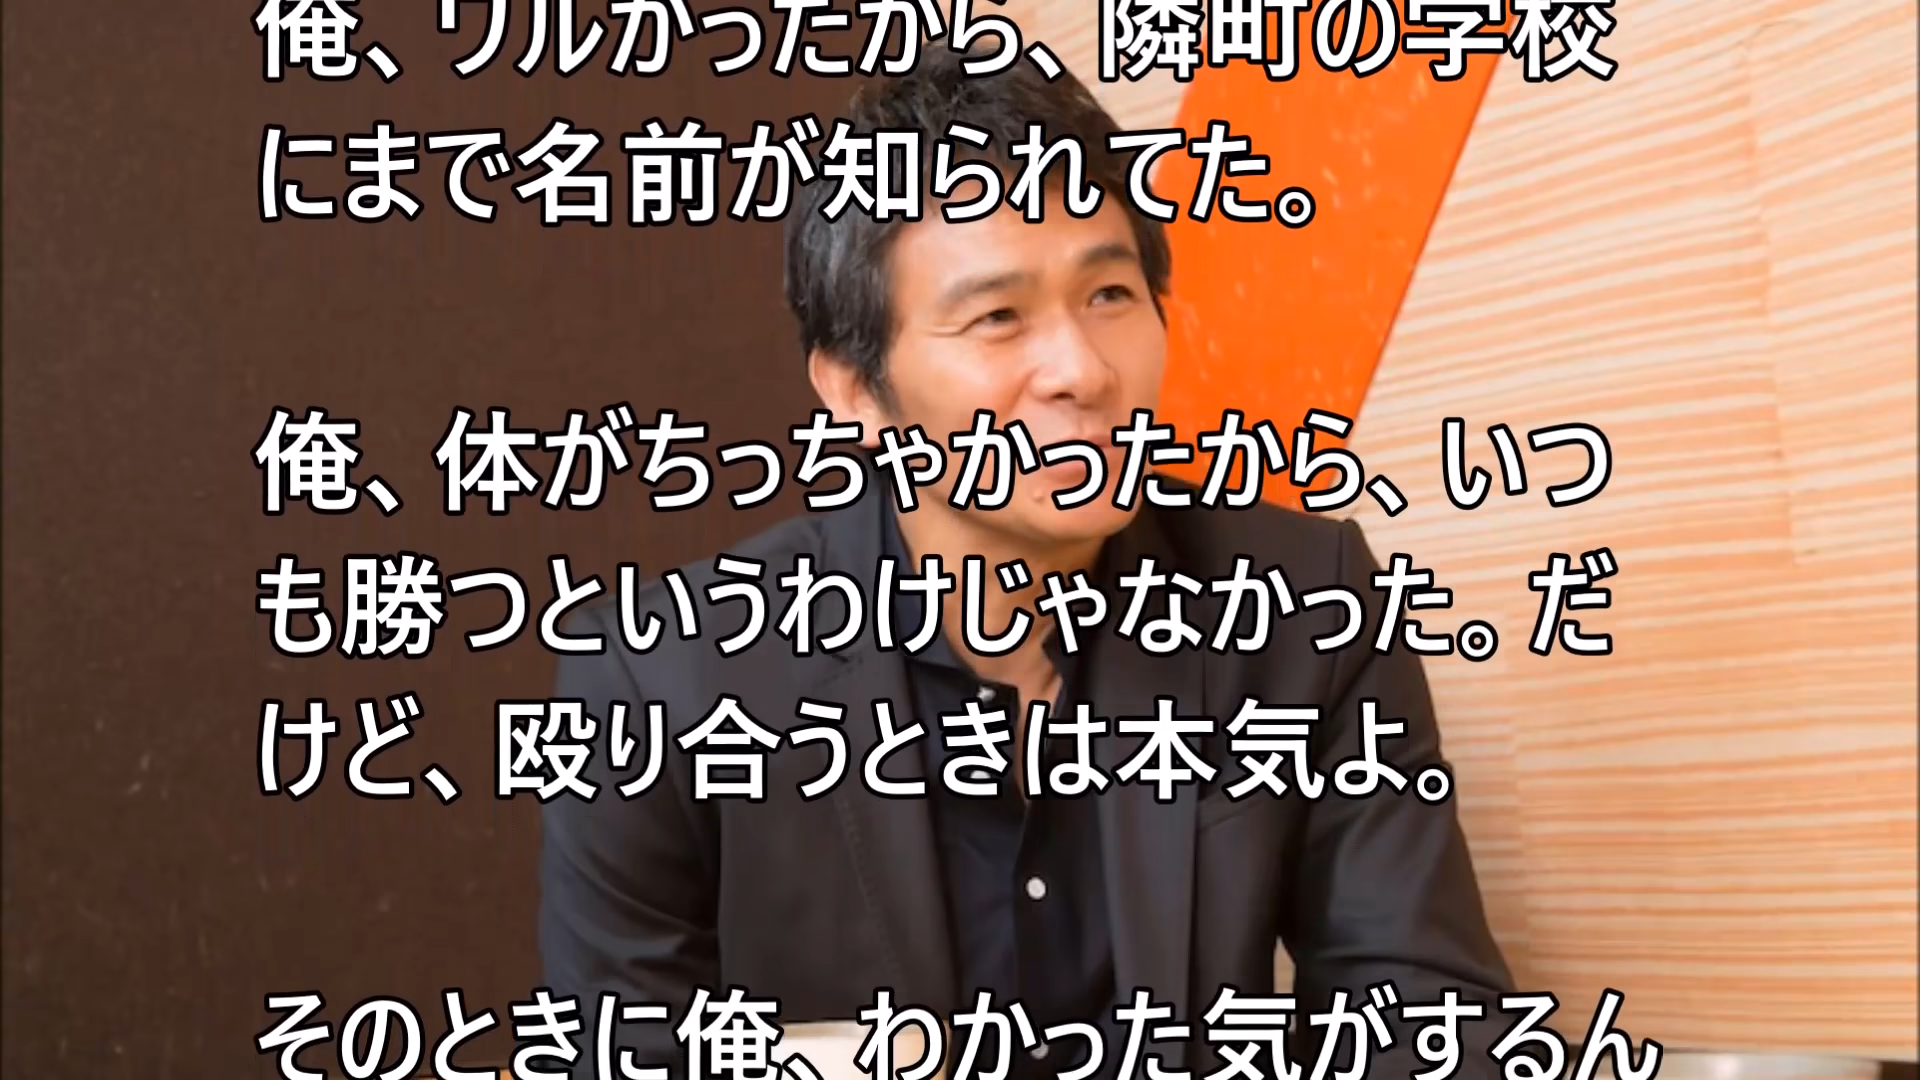 俺、ワルかったから、隣町の学校
にまで名前が知られてた。
俺、体がちっちゃかったから、いつ
も勝つというわけじゃなかった。だ
けど、殴り合うときは本気よ。
そのときに俺、わかった気がするん